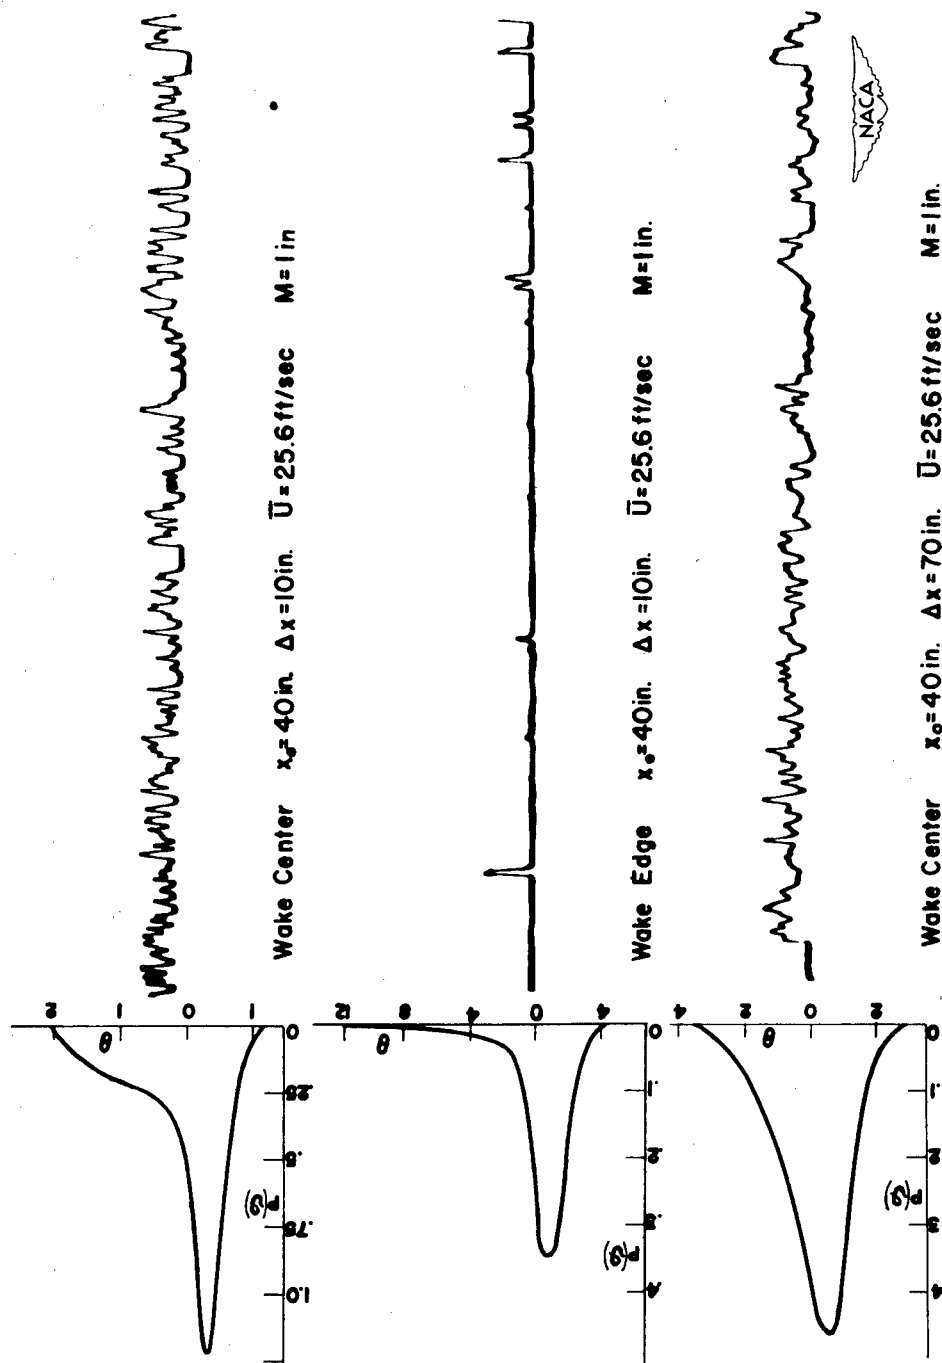 2
1
0
1
θ
0
.25
.5
.75
1.0
P(θ)
Wake Center x₀=40in. Δx=10in. U̅=25.6ft/sec M=1in
12
8
4
0
4
θ
0
.1
.2
.3
.4
P(θ)
Wake Edge x₀=40in. Δx=10in. U̅=25.6ft/sec M=1in.
4
2
0
2
θ
0
.1
.2
.3
.4
P(θ)
Wake Center x₀=40in. Δx=70in. U̅=25.6ft/sec M=1in.
NACA